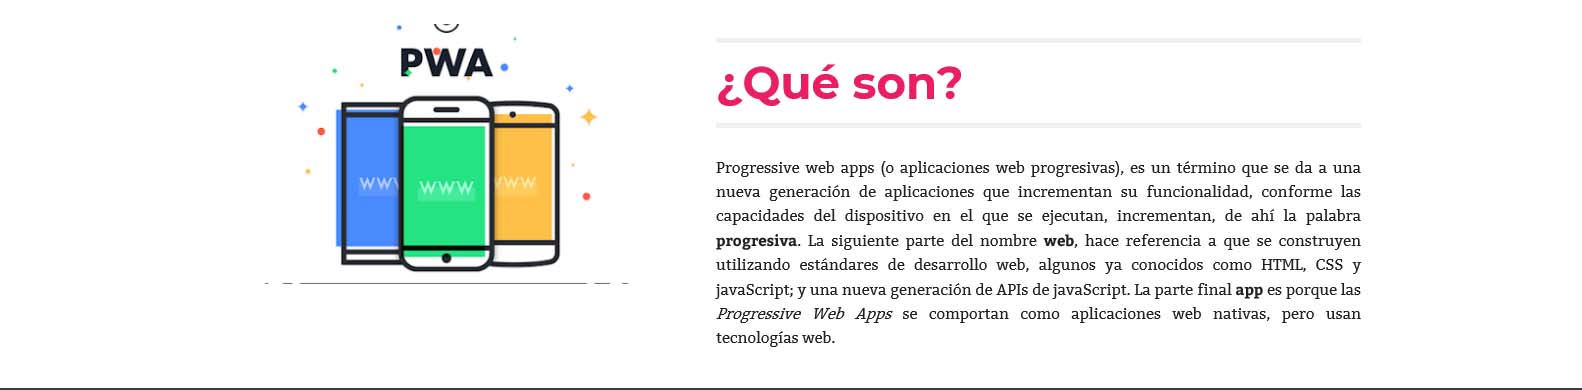 PWA
WWW
WWW
WWW
¿Qué son?
Progressive web apps (o aplicaciones web progresivas), es un término que se da a una
nueva generación de aplicaciones que incrementan su funcionalidad, conforme las
capacidades del dispositivo en el que se ejecutan, incrementan, de ahí la palabra
progresiva. La siguiente parte del nombre web, hace referencia a que se construyen
utilizando estándares de desarrollo web, algunos ya conocidos como HTML, CSS y
javaScript; y una nueva generación de APIs de javaScript. La parte final app es porque las
Progressive Web Apps se comportan como aplicaciones web nativas, pero usan
tecnologías web.